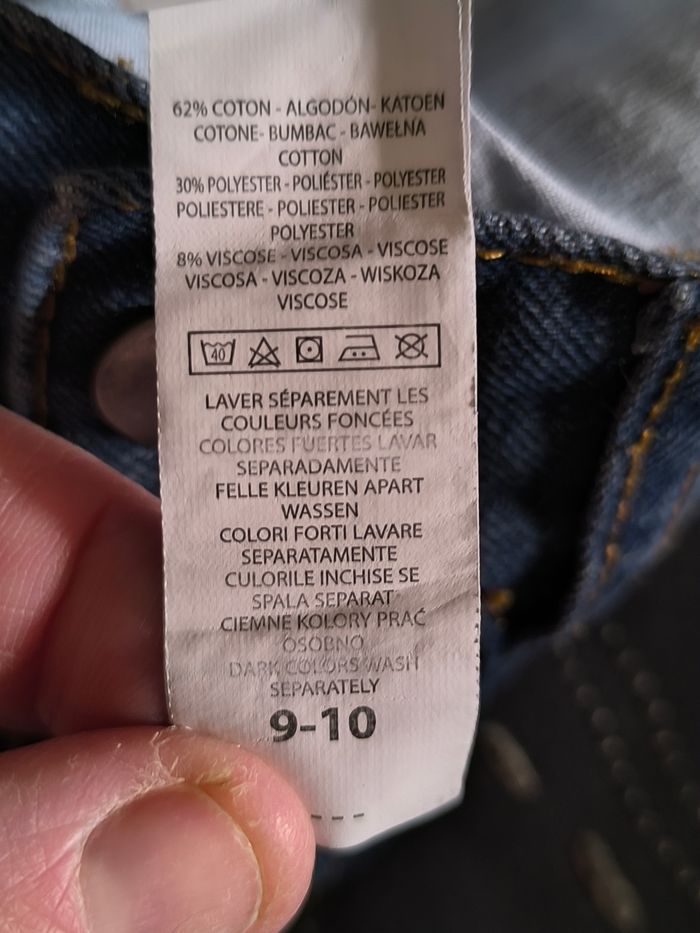 62% COTON - ALGODÓN- KATOEN
COTONE- BUMBAC - BAWEŁNA
COTTON
30% POLYESTER - POLIÉSTER - POLYESTER
POLIESTERE - POLIESTER - POLIESTER
POLYESTER
8% VISCOSE - VISCOSA - VISCOSE
VISCOSA - VISCOZA - WISKOZA
VISCOSE
40
LAVER SÉPAREMENT LES
COULEURS FONCÉES
COLORES FUERTES LAVAR
SEPARADAMENTE
FELLE KLEUREN APART
WASSEN
COLORI FORTI LAVARE
SEPARATAMENTE
CULORILE INCHISE SE
SPALA SEPARAT
CIEMNE KOLORY PRAĆ
OSOBNO
DARK COLORS WASH
SEPARATELY
9-10